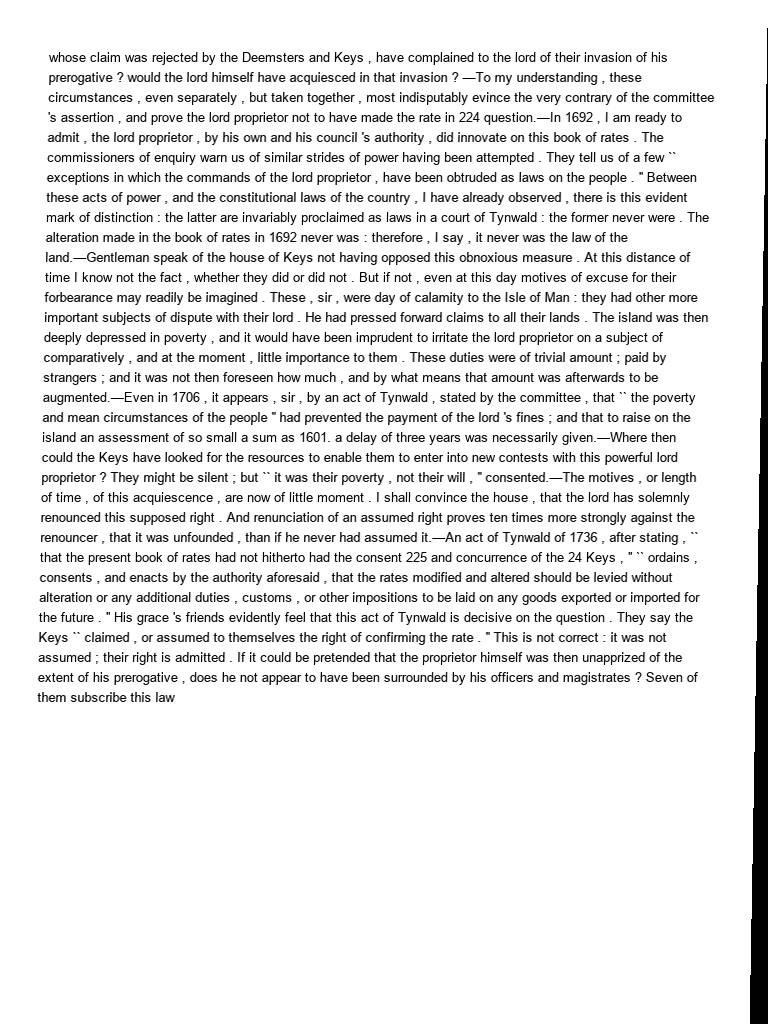 whose claim was rejected by the Deemsters and Keys , have complained to the lord of their invasion of his
prerogative ? would the lord himself have acquiesced in that invasion ? —To my understanding , these
circumstances , even separately , but taken together , most indisputably evince the very contrary of the committee
's assertion , and prove the lord proprietor not to have made the rate in 224 question.—In 1692 , I am ready to
admit , the lord proprietor , by his own and his council 's authority , did innovate on this book of rates . The
commissioners of enquiry warn us of similar strides of power having been attempted . They tell us of a few ``
exceptions in which the commands of the lord proprietor , have been obtruded as laws on the people . " Between
these acts of power , and the constitutional laws of the country , I have already observed , there is this evident
mark of distinction : the latter are invariably proclaimed as laws in a court of Tynwald : the former never were . The
alteration made in the book of rates in 1692 never was : therefore , I say , it never was the law of the
land.—Gentleman speak of the house of Keys not having opposed this obnoxious measure . At this distance of
time I know not the fact , whether they did or did not . But if not , even at this day motives of excuse for their
forbearance may readily be imagined . These , sir , were day of calamity to the Isle of Man : they had other more
important subjects of dispute with their lord . He had pressed forward claims to all their lands . The island was then
deeply depressed in poverty , and it would have been imprudent to irritate the lord proprietor on a subject of
comparatively , and at the moment , little importance to them . These duties were of trivial amount ; paid by
strangers ; and it was not then foreseen how much , and by what means that amount was afterwards to be
augmented.—Even in 1706 , it appears , sir , by an act of Tynwald , stated by the committee , that `` the poverty
and mean circumstances of the people " had prevented the payment of the lord 's fines ; and that to raise on the
island an assessment of so small a sum as 160l. a delay of three years was necessarily given.—Where then
could the Keys have looked for the resources to enable them to enter into new contests with this powerful lord
proprietor ? They might be silent ; but `` it was their poverty , not their will , " consented.—The motives , or length
of time , of this acquiescence , are now of little moment . I shall convince the house , that the lord has solemnly
renounced this supposed right . And renunciation of an assumed right proves ten times more strongly against the
renouncer , that it was unfounded , than if he never had assumed it.—An act of Tynwald of 1736 , after stating , ``
that the present book of rates had not hitherto had the consent 225 and concurrence of the 24 Keys , " `` ordains ,
consents , and enacts by the authority aforesaid , that the rates modified and altered should be levied without
alteration or any additional duties , customs , or other impositions to be laid on any goods exported or imported for
the future . " His grace 's friends evidently feel that this act of Tynwald is decisive on the question . They say the
Keys `` claimed , or assumed to themselves the right of confirming the rate . " This is not correct : it was not
assumed ; their right is admitted . If it could be pretended that the proprietor himself was then unapprized of the
extent of his prerogative , does he not appear to have been surrounded by his officers and magistrates ? Seven of
them subscribe this law